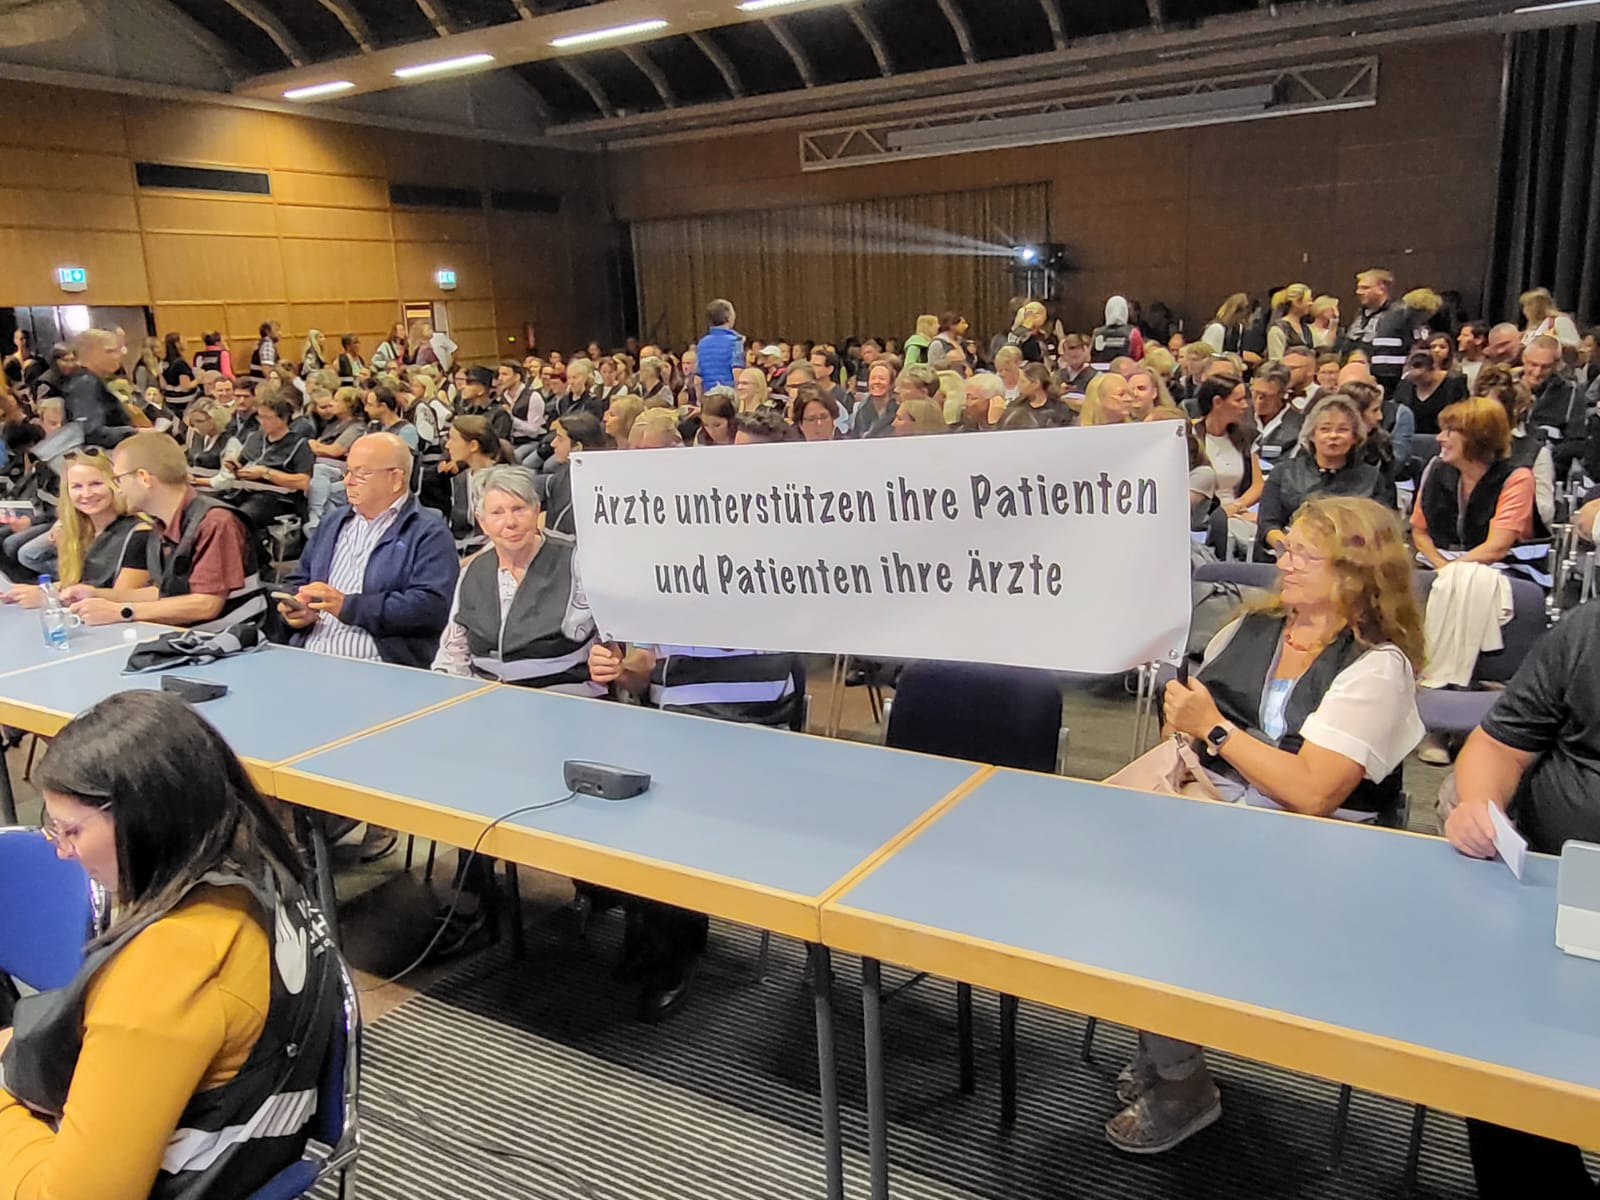 Ärzte unterstützen ihre Patienten
und Patienten ihre Ärzte